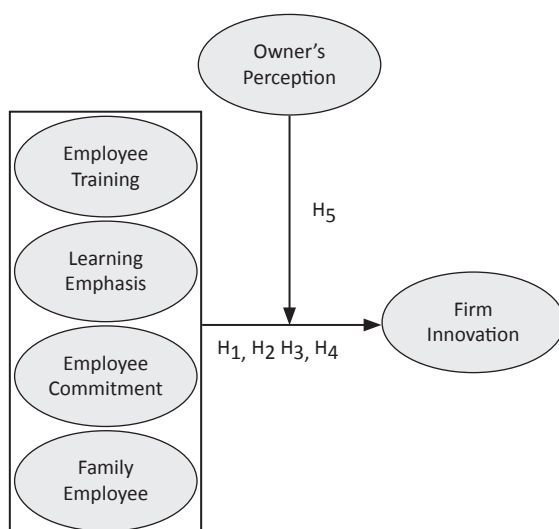 Owner's
Perception
Employee
Training
H5
Learning
Emphasis
Firm
Innovation
H1, H2 H3, H4
Employee
Commitment
Family
Employee